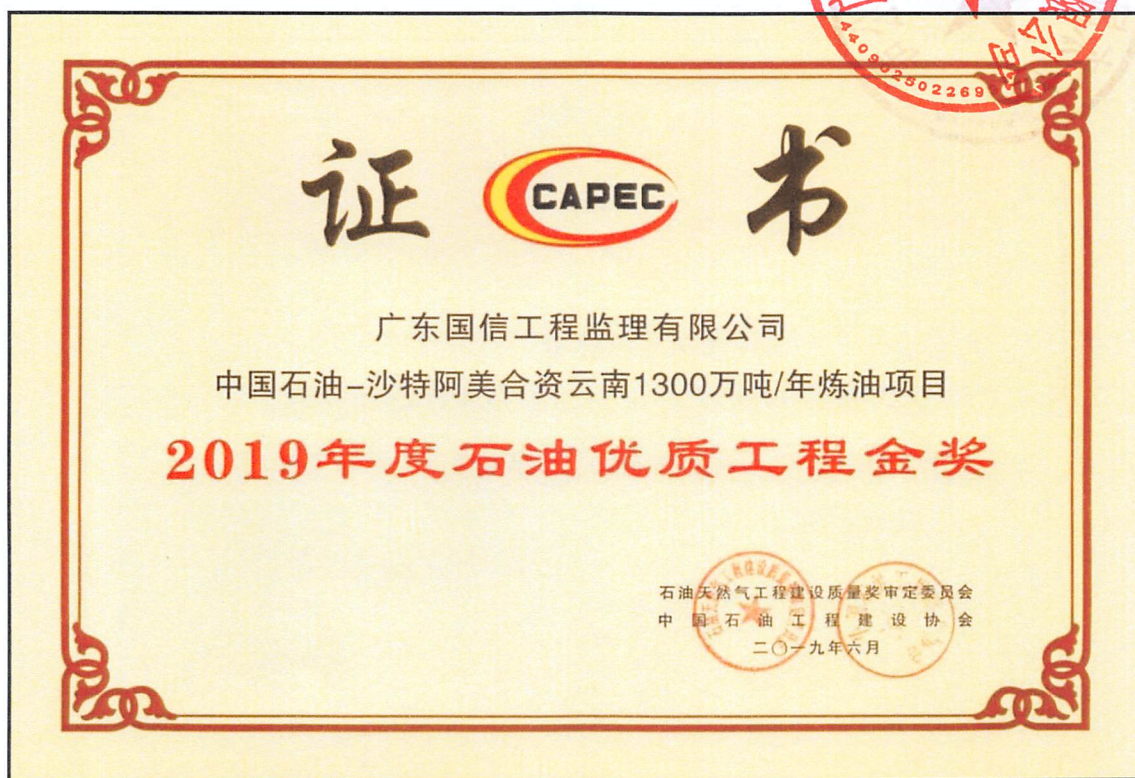 限公司
440902502269
证 CAPEC 书
广东国信工程监理有限公司
中国石油-沙特阿美合资云南1300万吨/年炼油项目
2019年度石油优质工程金奖
石油天然气工程建设质量奖审定委员会
中国石油工程建设协会
二〇一九年六月